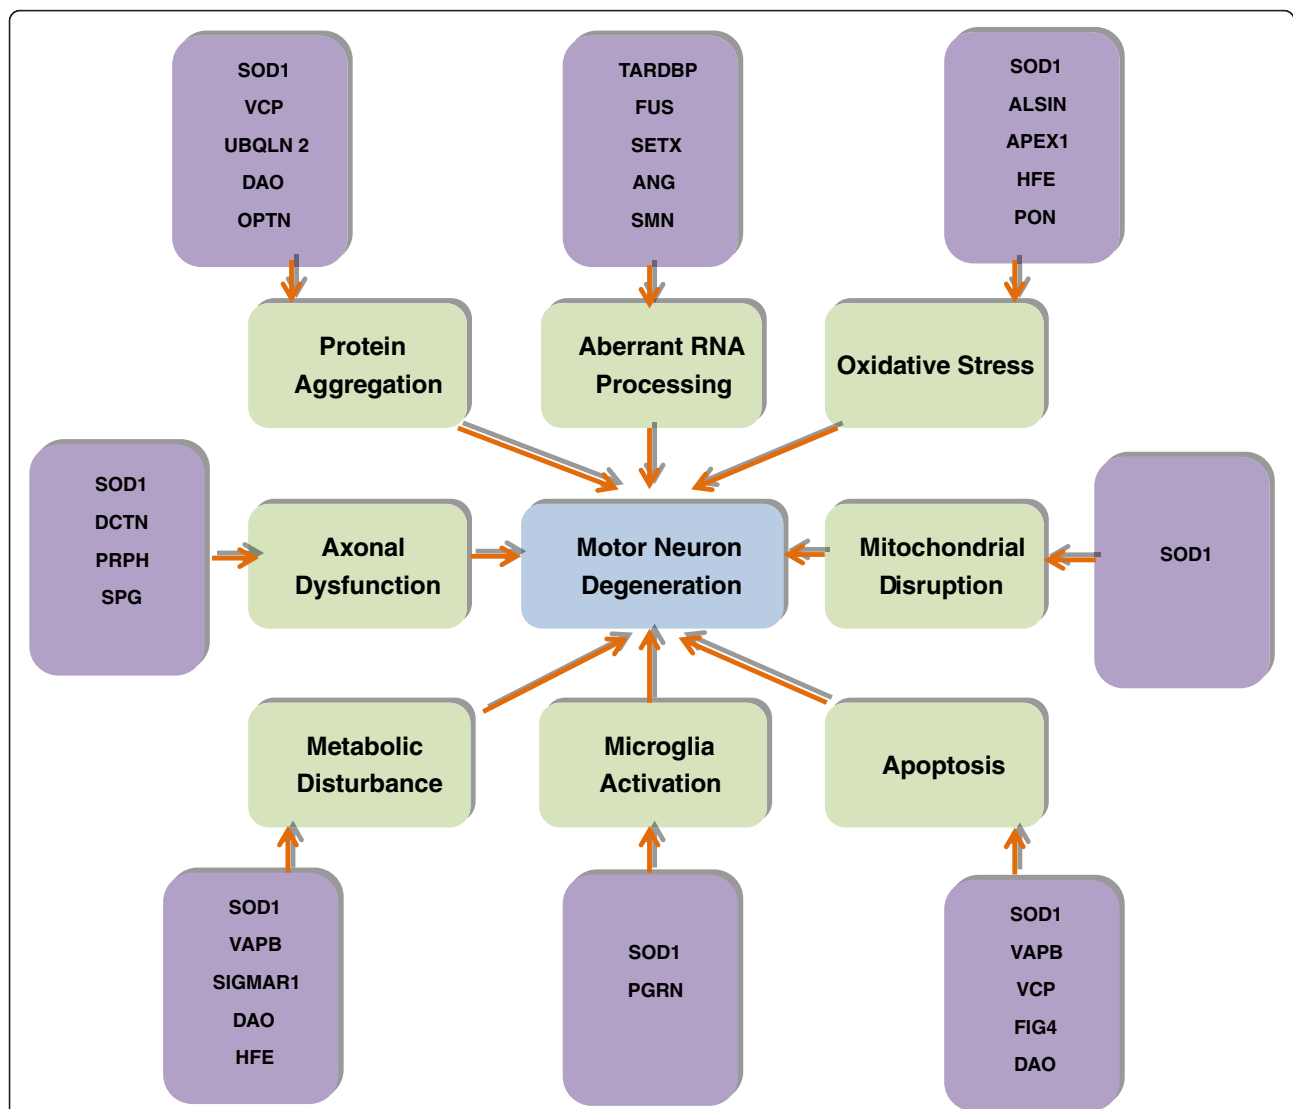 SOD1
VCP
UBQLN 2
DAO
OPTN
TARDBP
FUS
SETX
ANG
SMN
SOD1
ALSIN
APEX1
HFE
PON
Protein
Aggregation
Aberrant RNA
Processing
Oxidative Stress
SOD1
DCTN
PRPH
SPG
Axonal
Dysfunction
Motor Neuron
Degeneration
Mitochondrial
Disruption
SOD1
Metabolic
Disturbance
Microglia
Activation
Apoptosis
SOD1
VAPB
SIGMAR1
DAO
HFE
SOD1
PGRN
SOD1
VAPB
VCP
FIG4
DAO